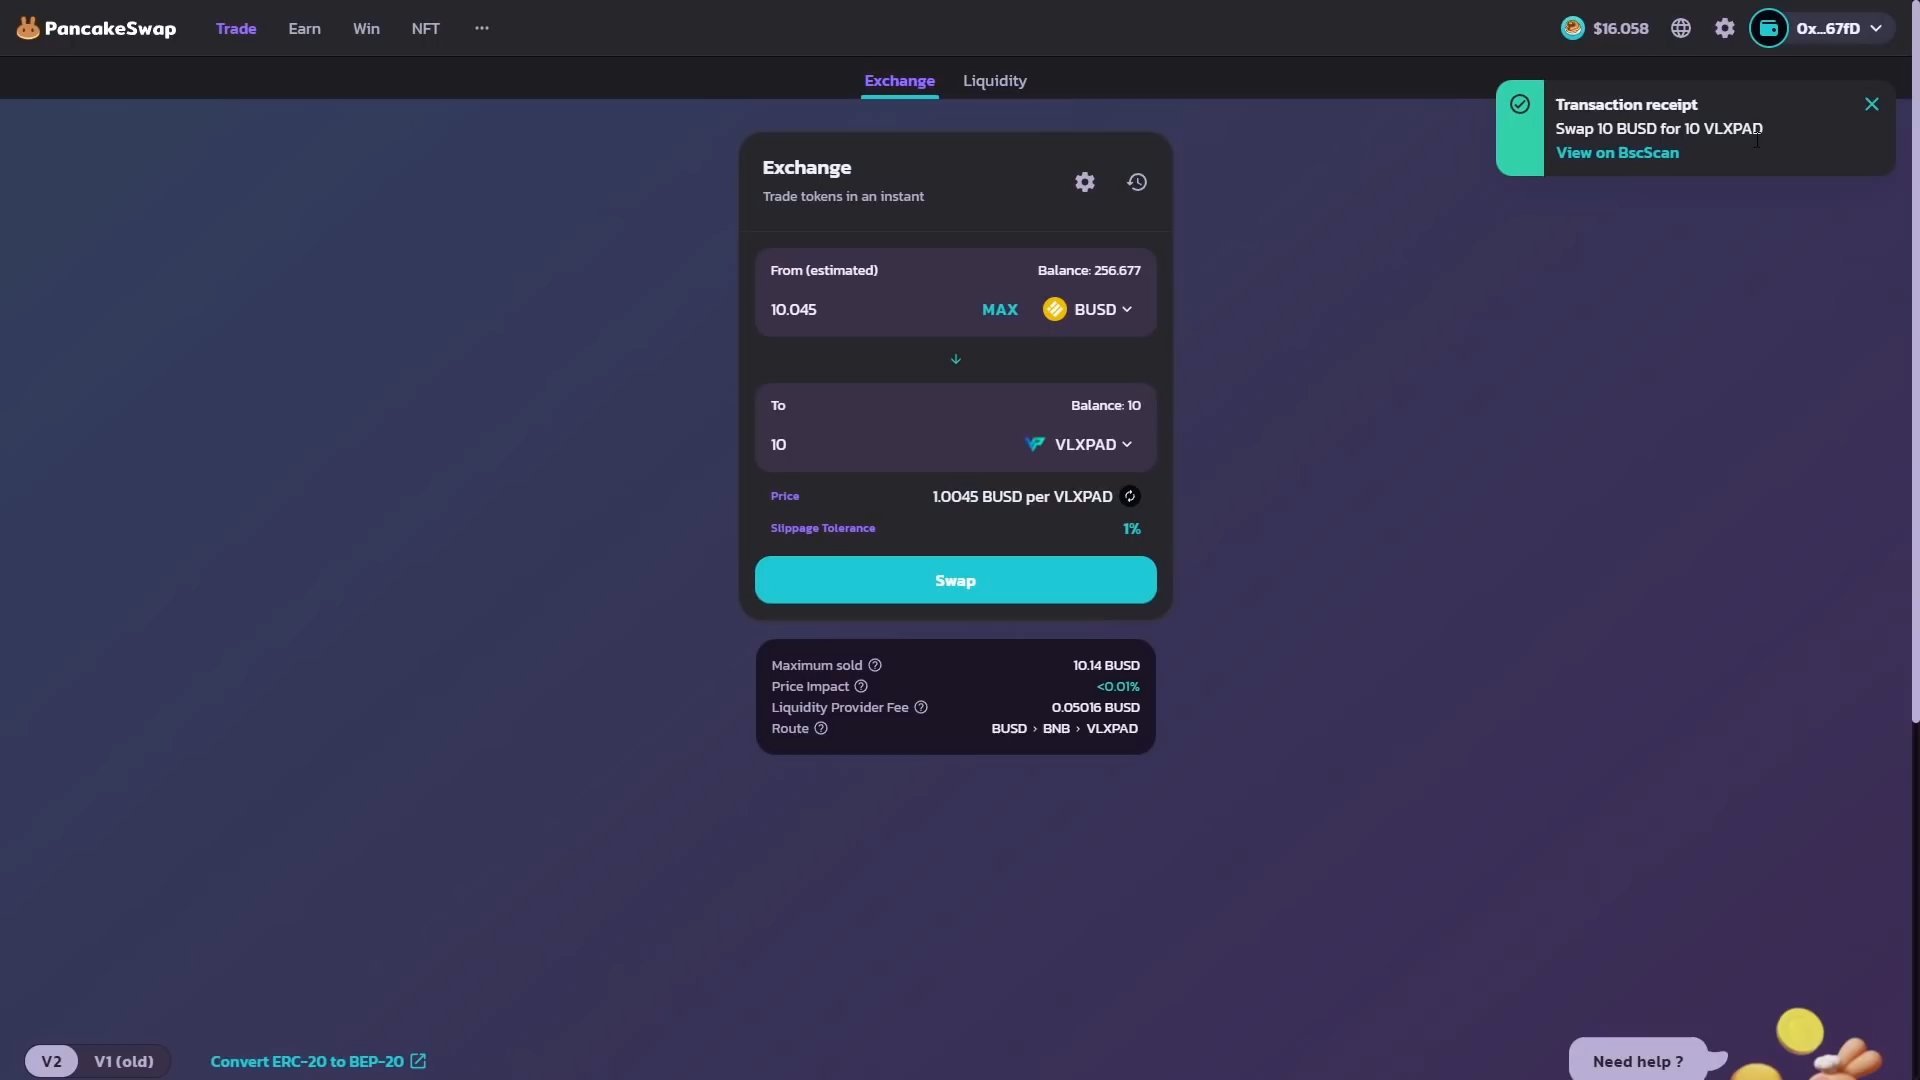 PancakeSwap Trade Earn Win NFT ... $16.058 0x...67fD
Exchange Liquidity
Transaction receipt
Swap 10 BUSD for 10 VLXPAD
View on BscScan
Exchange
Trade tokens in an instant
From (estimated) Balance: 256.677
10.045 MAX BUSD
To Balance: 10
10 VLXPAD
Price 1.0045 BUSD per VLXPAD
Slippage Tolerance 1%
Swap
Maximum sold 10.14 BUSD
Price Impact <0.01%
Liquidity Provider Fee 0.05016 BUSD
Route BUSD › BNB › VLXPAD
V2 V1 (old) Convert ERC-20 to BEP-20 Need help ?